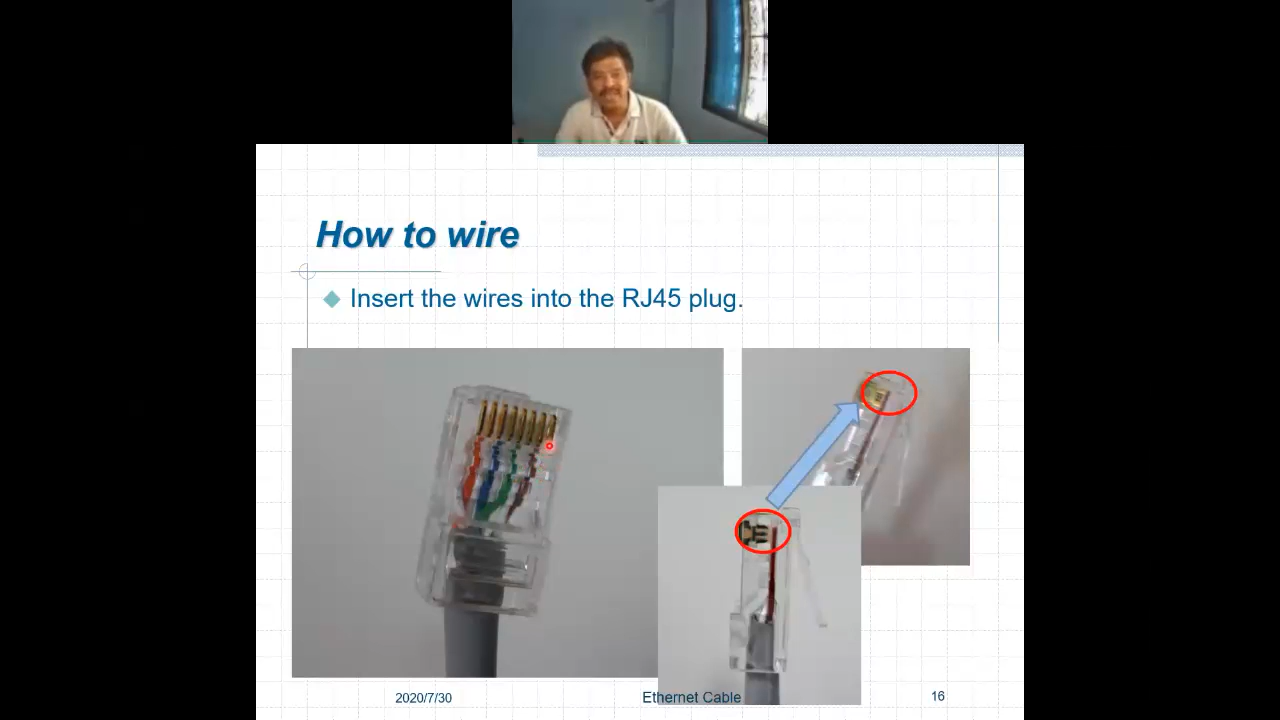 How to wire
Insert the wires into the RJ45 plug.
2020/7/30
Ethernet Cable
16